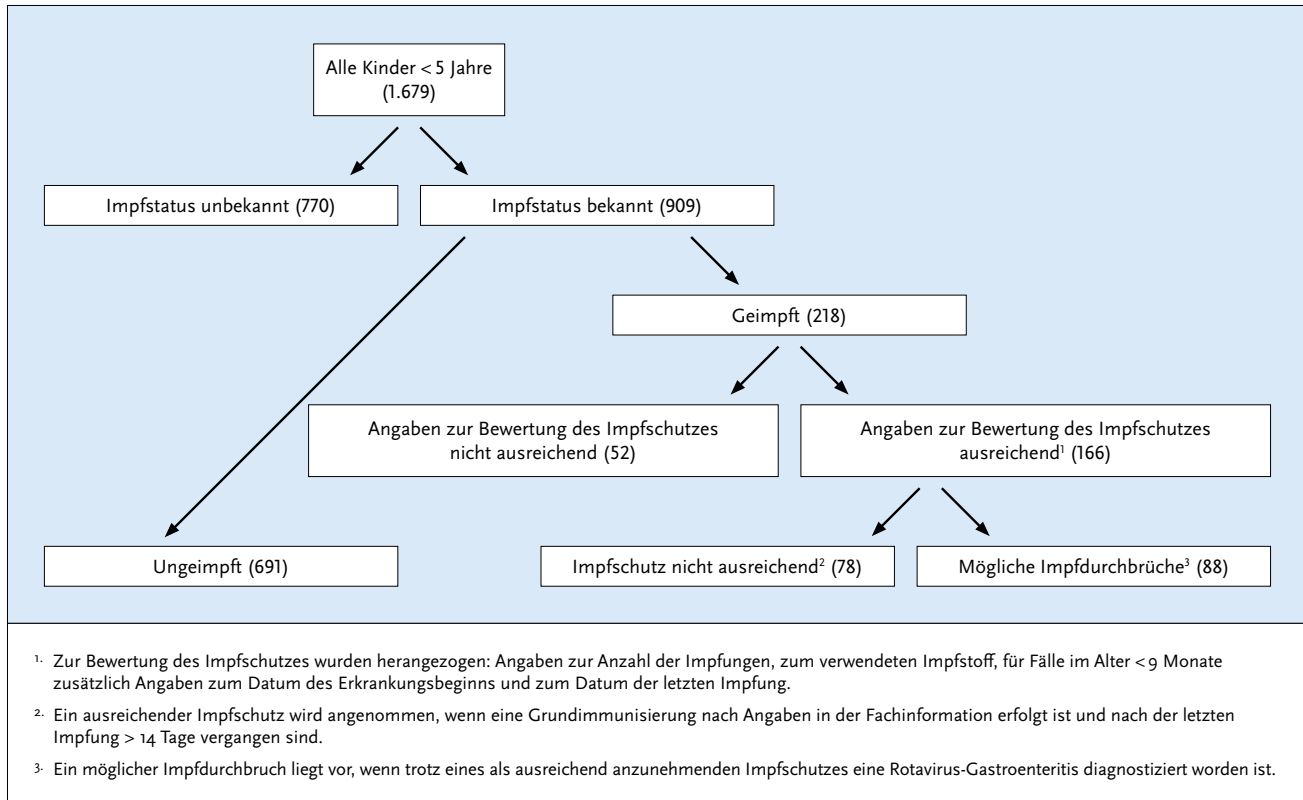 Alle Kinder < 5 Jahre
(1.679)
Impfstatus unbekannt (770)
Impfstatus bekannt (909)
Geimpft (218)
Angaben zur Bewertung des Impfschutzes
nicht ausreichend (52)
Angaben zur Bewertung des Impfschutzes
ausreichend¹ (166)
Ungeimpft (691)
Impfschutz nicht ausreichend² (78)
Mögliche Impfdurchbrüche³ (88)
1. Zur Bewertung des Impfschutzes wurden herangezogen: Angaben zur Anzahl der Impfungen, zum verwendeten Impfstoff, für Fälle im Alter < 9 Monate
zusätzlich Angaben zum Datum des Erkrankungsbeginns und zum Datum der letzten Impfung.
2. Ein ausreichender Impfschutz wird angenommen, wenn eine Grundimmunisierung nach Angaben in der Fachinformation erfolgt ist und nach der letzten
Impfung > 14 Tage vergangen sind.
3. Ein möglicher Impfdurchbruch liegt vor, wenn trotz eines als ausreichend anzunehmenden Impfschutzes eine Rotavirus-Gastroenteritis diagnostiziert worden ist.